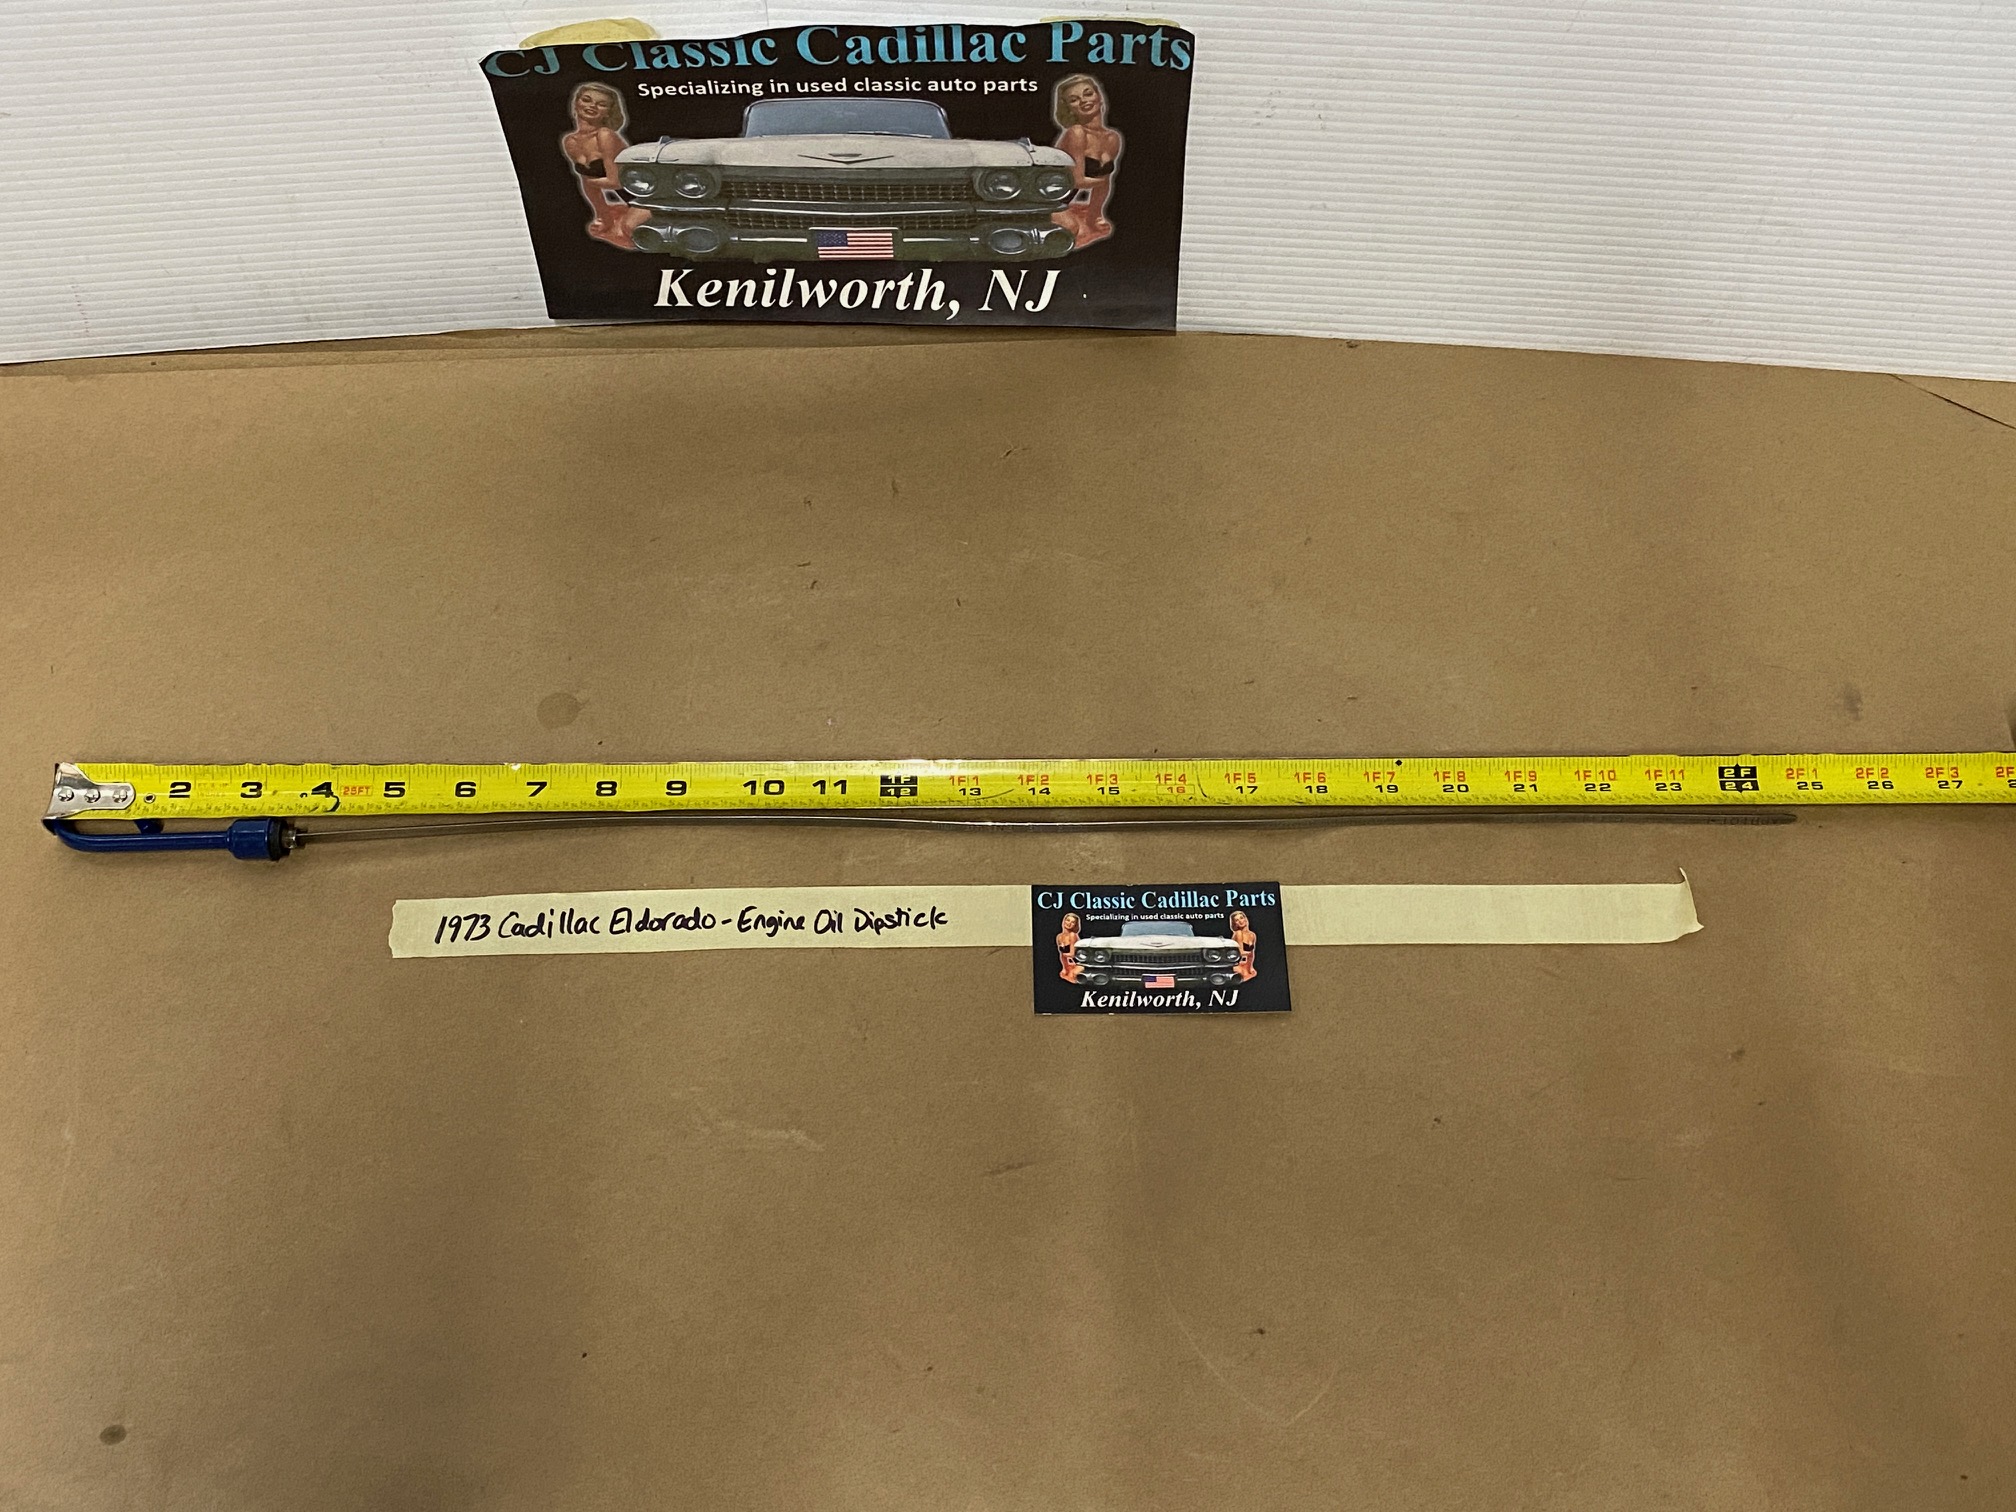 CJ Classic Cadillac Parts
Specializing in used classic auto parts
Kenilworth, NJ
1F 1F1 1F2 1F3 1F4 1F5 1F6 1F7 1F8 1F9 1F10 1F11 2F 2F1 2F2 2F3 2F
2 3 4 25FT 5 6 7 8 9 10 11 12 13 14 15 16 17 18 19 20 21 22 23 24 25 26 27
1973 Cadillac Eldorado - Engine Oil Dipstick
CJ Classic Cadillac Parts
Specializing in used classic auto parts
Kenilworth, NJ